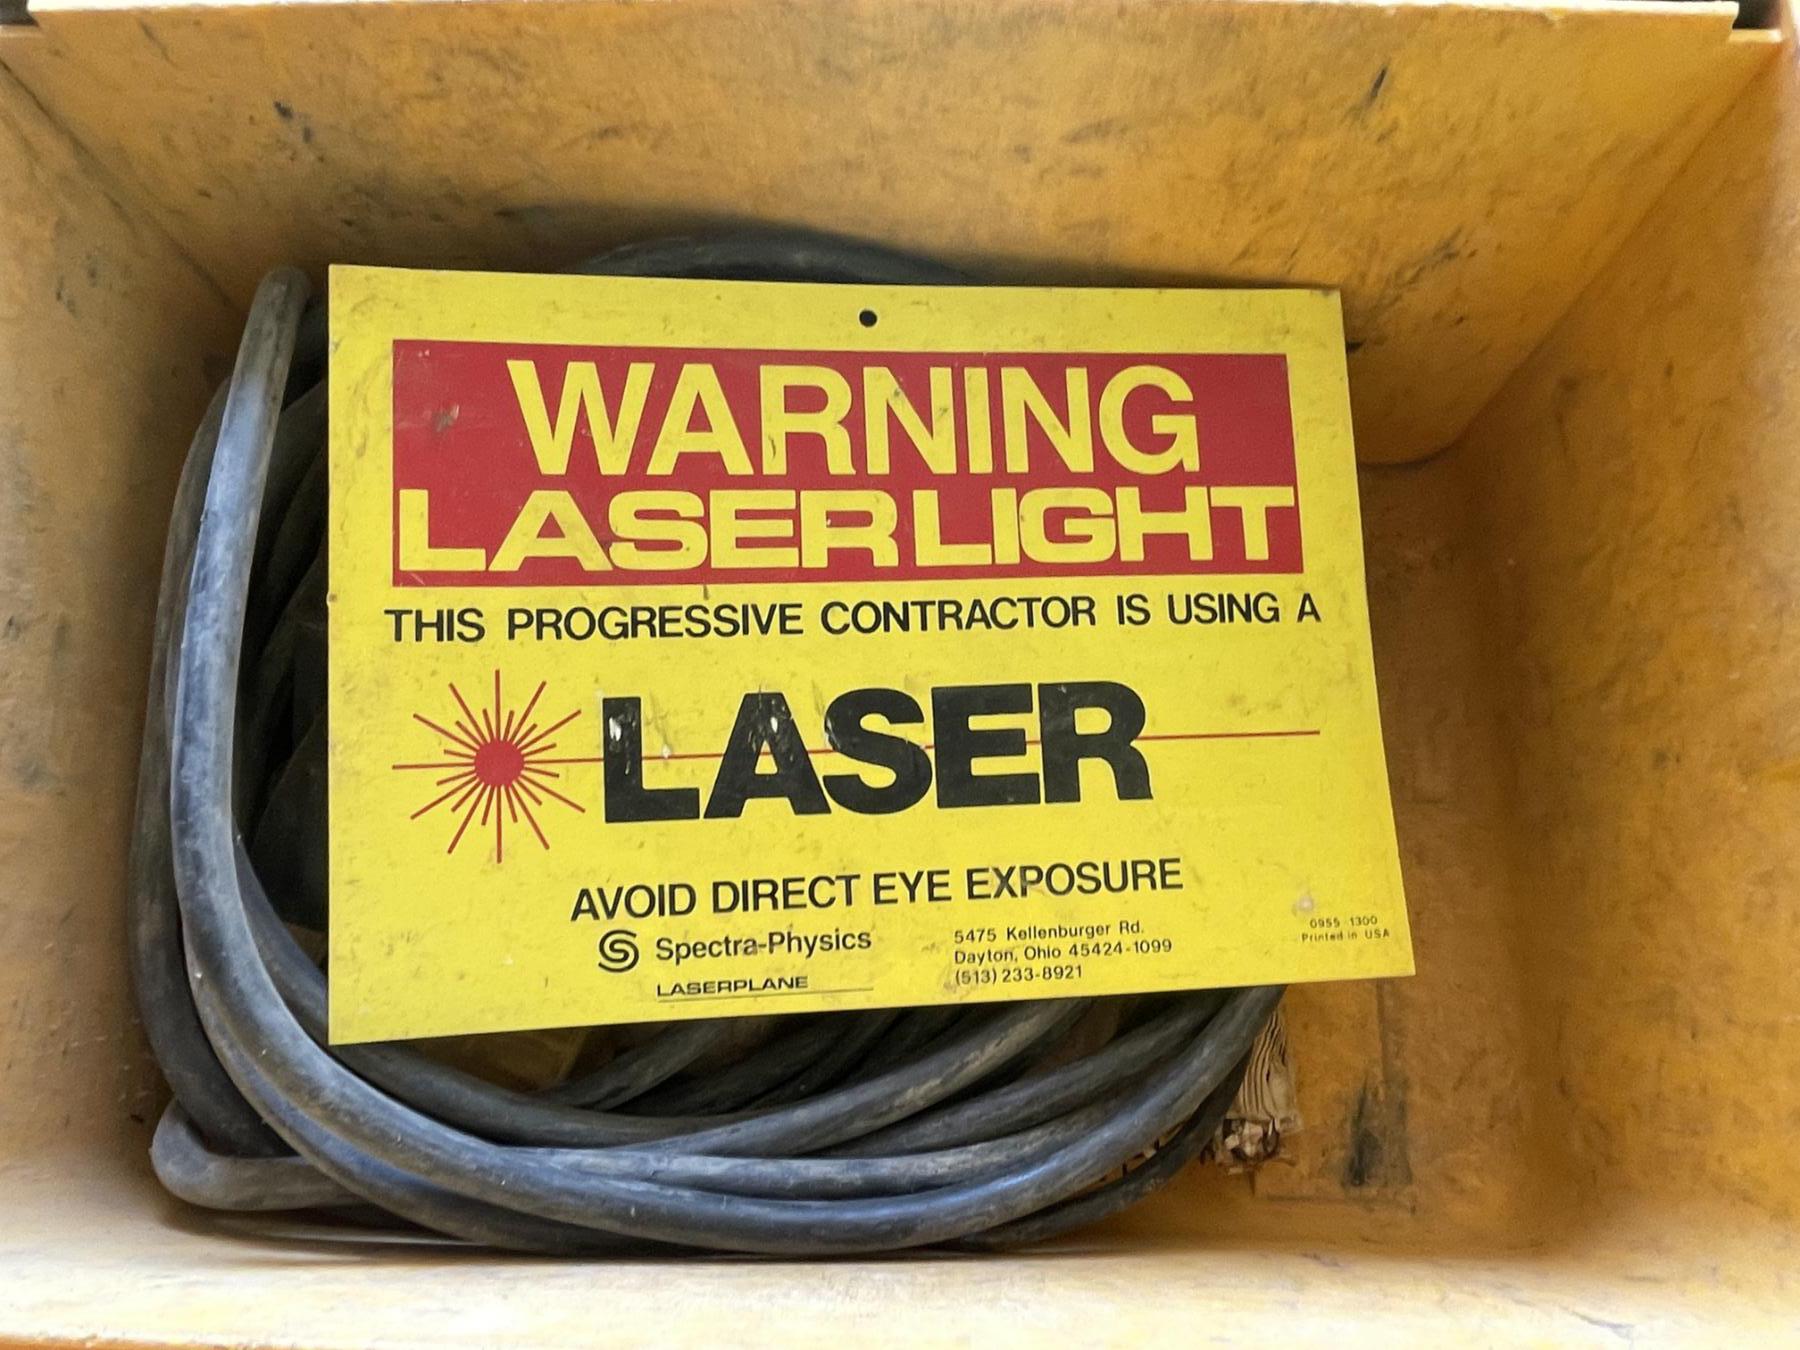 WARNING
LASER LIGHT
THIS PROGRESSIVE CONTRACTOR IS USING A
LASER
AVOID DIRECT EYE EXPOSURE
Spectra-Physics
LASERPLANE
5475 Kellenburger Rd.
Dayton, Ohio 45424-1099
(513) 233-8921
0955 1300
Printed in USA